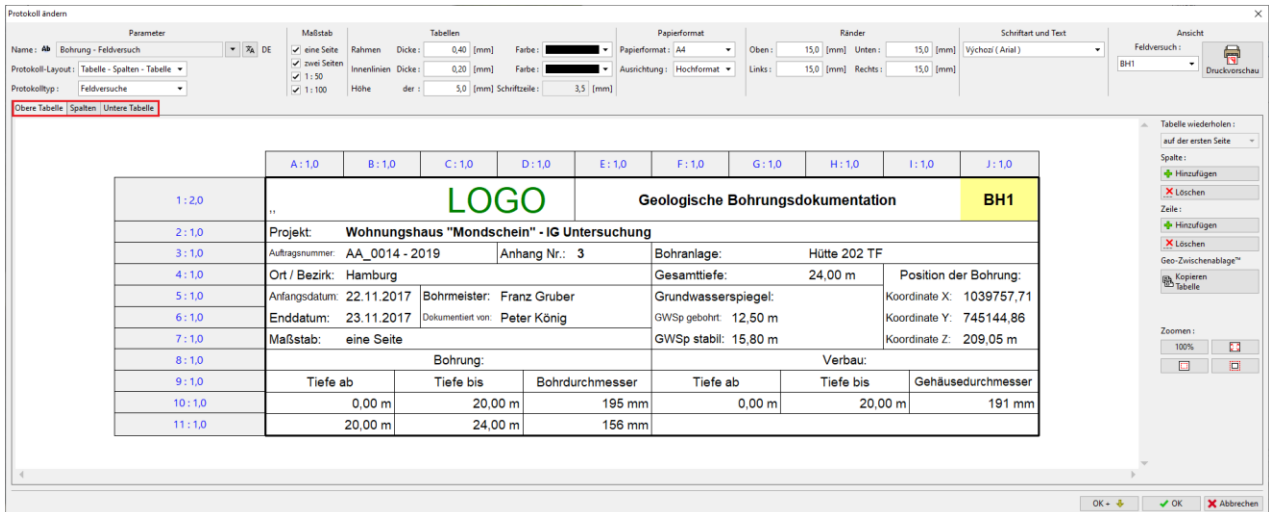 Protokoll ändern
Parameter Maßstab Tabellen Papierformat Ränder Schriftart und Text Ansicht
Name : Ab Bohrung - Feldversuch DE eine Seite Rahmen Dicke : 0,40 [mm] Farbe : Papierformat : A4 Oben : 15,0 [mm] Unten : 15,0 [mm] Výchozí ( Arial ) Feldversuch :
Protokoll-Layout : Tabelle - Spalten - Tabelle zwei Seiten Innenlinien Dicke : 0,20 [mm] Farbe : Ausrichtung : Hochformat Links : 15,0 [mm] Rechts : 15,0 [mm] BH1 Druckvorschau
1 : 50
Protokolltyp : Feldversuche 1 : 100 Höhe der : 5,0 [mm] Schriftzeile : 3,5 [mm]
Obere Tabelle Spalten Untere Tabelle
Tabelle wiederholen :
auf der ersten Seite
Spalte :
Hinzufügen
Löschen
Zeile :
Hinzufügen
Löschen
Geo-Zwischenablage™
Kopieren
Tabelle
Zoomen :
100%
A : 1,0 B : 1,0 C : 1,0 D : 1,0 E : 1,0 F : 1,0 G : 1,0 H : 1,0 I : 1,0 J : 1,0
1 : 2,0 ,, LOGO Geologische Bohrungsdokumentation BH1
2 : 1,0 Projekt: Wohnungshaus "Mondschein" - IG Untersuchung
3 : 1,0 Auftragsnummer: AA_0014 - 2019 Anhang Nr.: 3 Bohranlage: Hütte 202 TF
4 : 1,0 Ort / Bezirk: Hamburg Gesamttiefe: 24,00 m Position der Bohrung:
5 : 1,0 Anfangsdatum: 22.11.2017 Bohrmeister: Franz Gruber Grundwasserspiegel: Koordinate X: 1039757,71
6 : 1,0 Enddatum: 23.11.2017 Dokumentiert von: Peter König GWSp gebohrt: 12,50 m Koordinate Y: 745144,86
7 : 1,0 Maßstab: eine Seite GWSp stabil: 15,80 m Koordinate Z: 209,05 m
8 : 1,0 Bohrung: Verbau:
9 : 1,0 Tiefe ab Tiefe bis Bohrdurchmesser Tiefe ab Tiefe bis Gehäusedurchmesser
10 : 1,0 0,00 m 20,00 m 195 mm 0,00 m 20,00 m 191 mm
11 : 1,0 20,00 m 24,00 m 156 mm
OK + OK Abbrechen